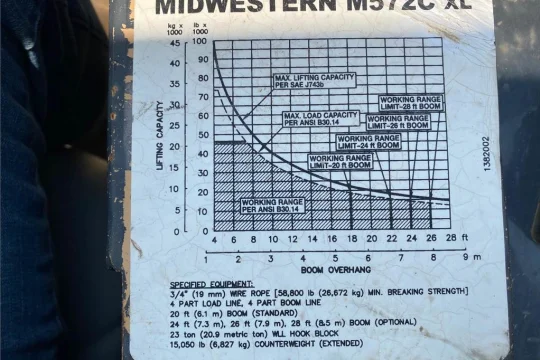 MIDWESTERN M572C XL
kg x 1000
lb x 1000
45
40
35
30
25
20
15
10
5
0
100
90
80
70
60
50
40
30
20
10
0
LIFTING CAPACITY
MAX. LIFTING CAPACITY
PER SAE J743b
MAX. LOAD CAPACITY
PER ANSI B30.14
WORKING RANGE
LIMIT-28 ft BOOM
WORKING RANGE
LIMIT-26 ft BOOM
WORKING RANGE
LIMIT-24 ft BOOM
WORKING RANGE
LIMIT-20 ft BOOM
WORKING RANGE
PER ANSI B30.14
1382002
4 6 8 10 12 14 16 18 20 22 24 26 28 ft
1 2 3 4 5 6 7 8 9 m
BOOM OVERHANG
SPECIFIED EQUIPMENT:
3/4" (19 mm) WIRE ROPE [58,800 lb (26,672 kg) MIN. BREAKING STRENGTH]
4 PART LOAD LINE, 4 PART BOOM LINE
20 ft (6.1 m) BOOM (STANDARD)
24 ft (7.3 m), 26 ft (7.9 m), 28 ft (8.5 m) BOOM (OPTIONAL)
23 ton (20.9 metric ton) WLL HOOK BLOCK
15,050 lb (6,827 kg) COUNTERWEIGHT (EXTENDED)